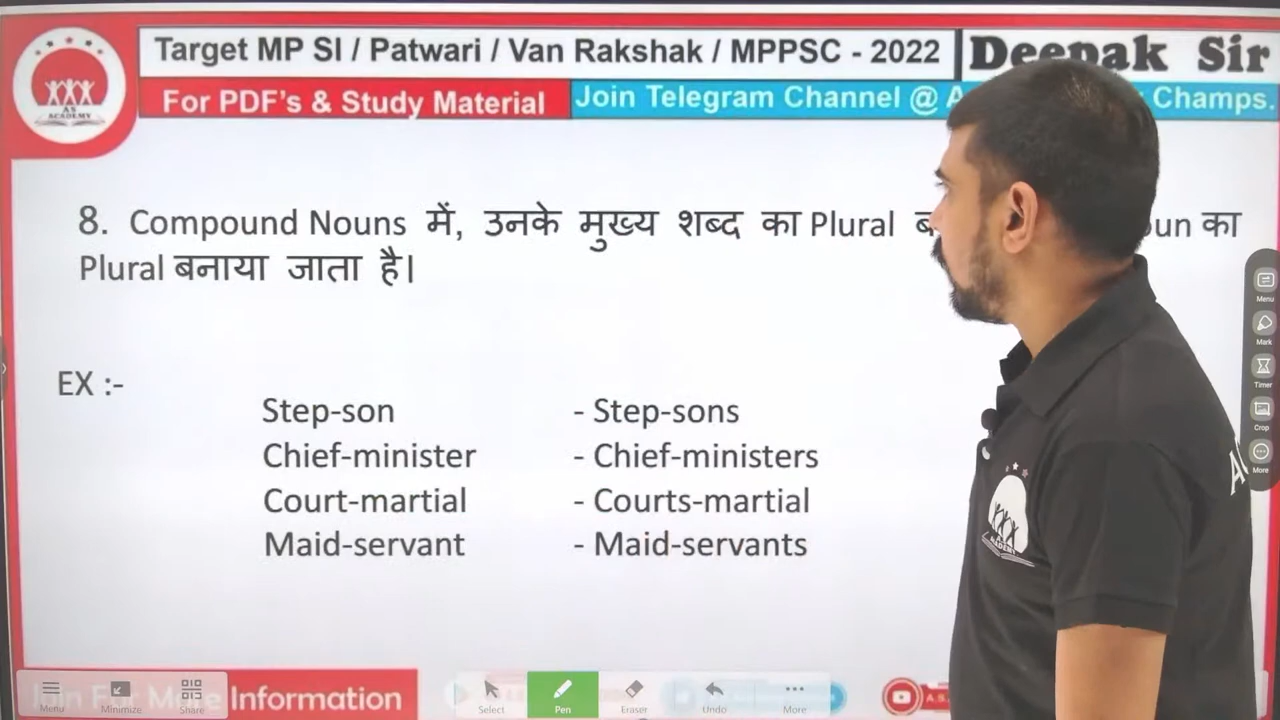 Target MP SI / Patwari / Van Rakshak / MPPSC - 2022
Deepak Sir
For PDF's & Study Material
Join Telegram Channel @ Champs.
A S
ACADEMY
8. Compound Nouns में, उनके मुख्य शब्द का Plural का
Plural बनाया जाता है।
EX :-
Step-son - Step-sons
Chief-minister - Chief-ministers
Court-martial - Courts-martial
Maid-servant - Maid-servants
Menu
Mark
Timer
Crop
More
Information
Menu
Minimize
Share
Select
Pen
Eraser
Undo
More